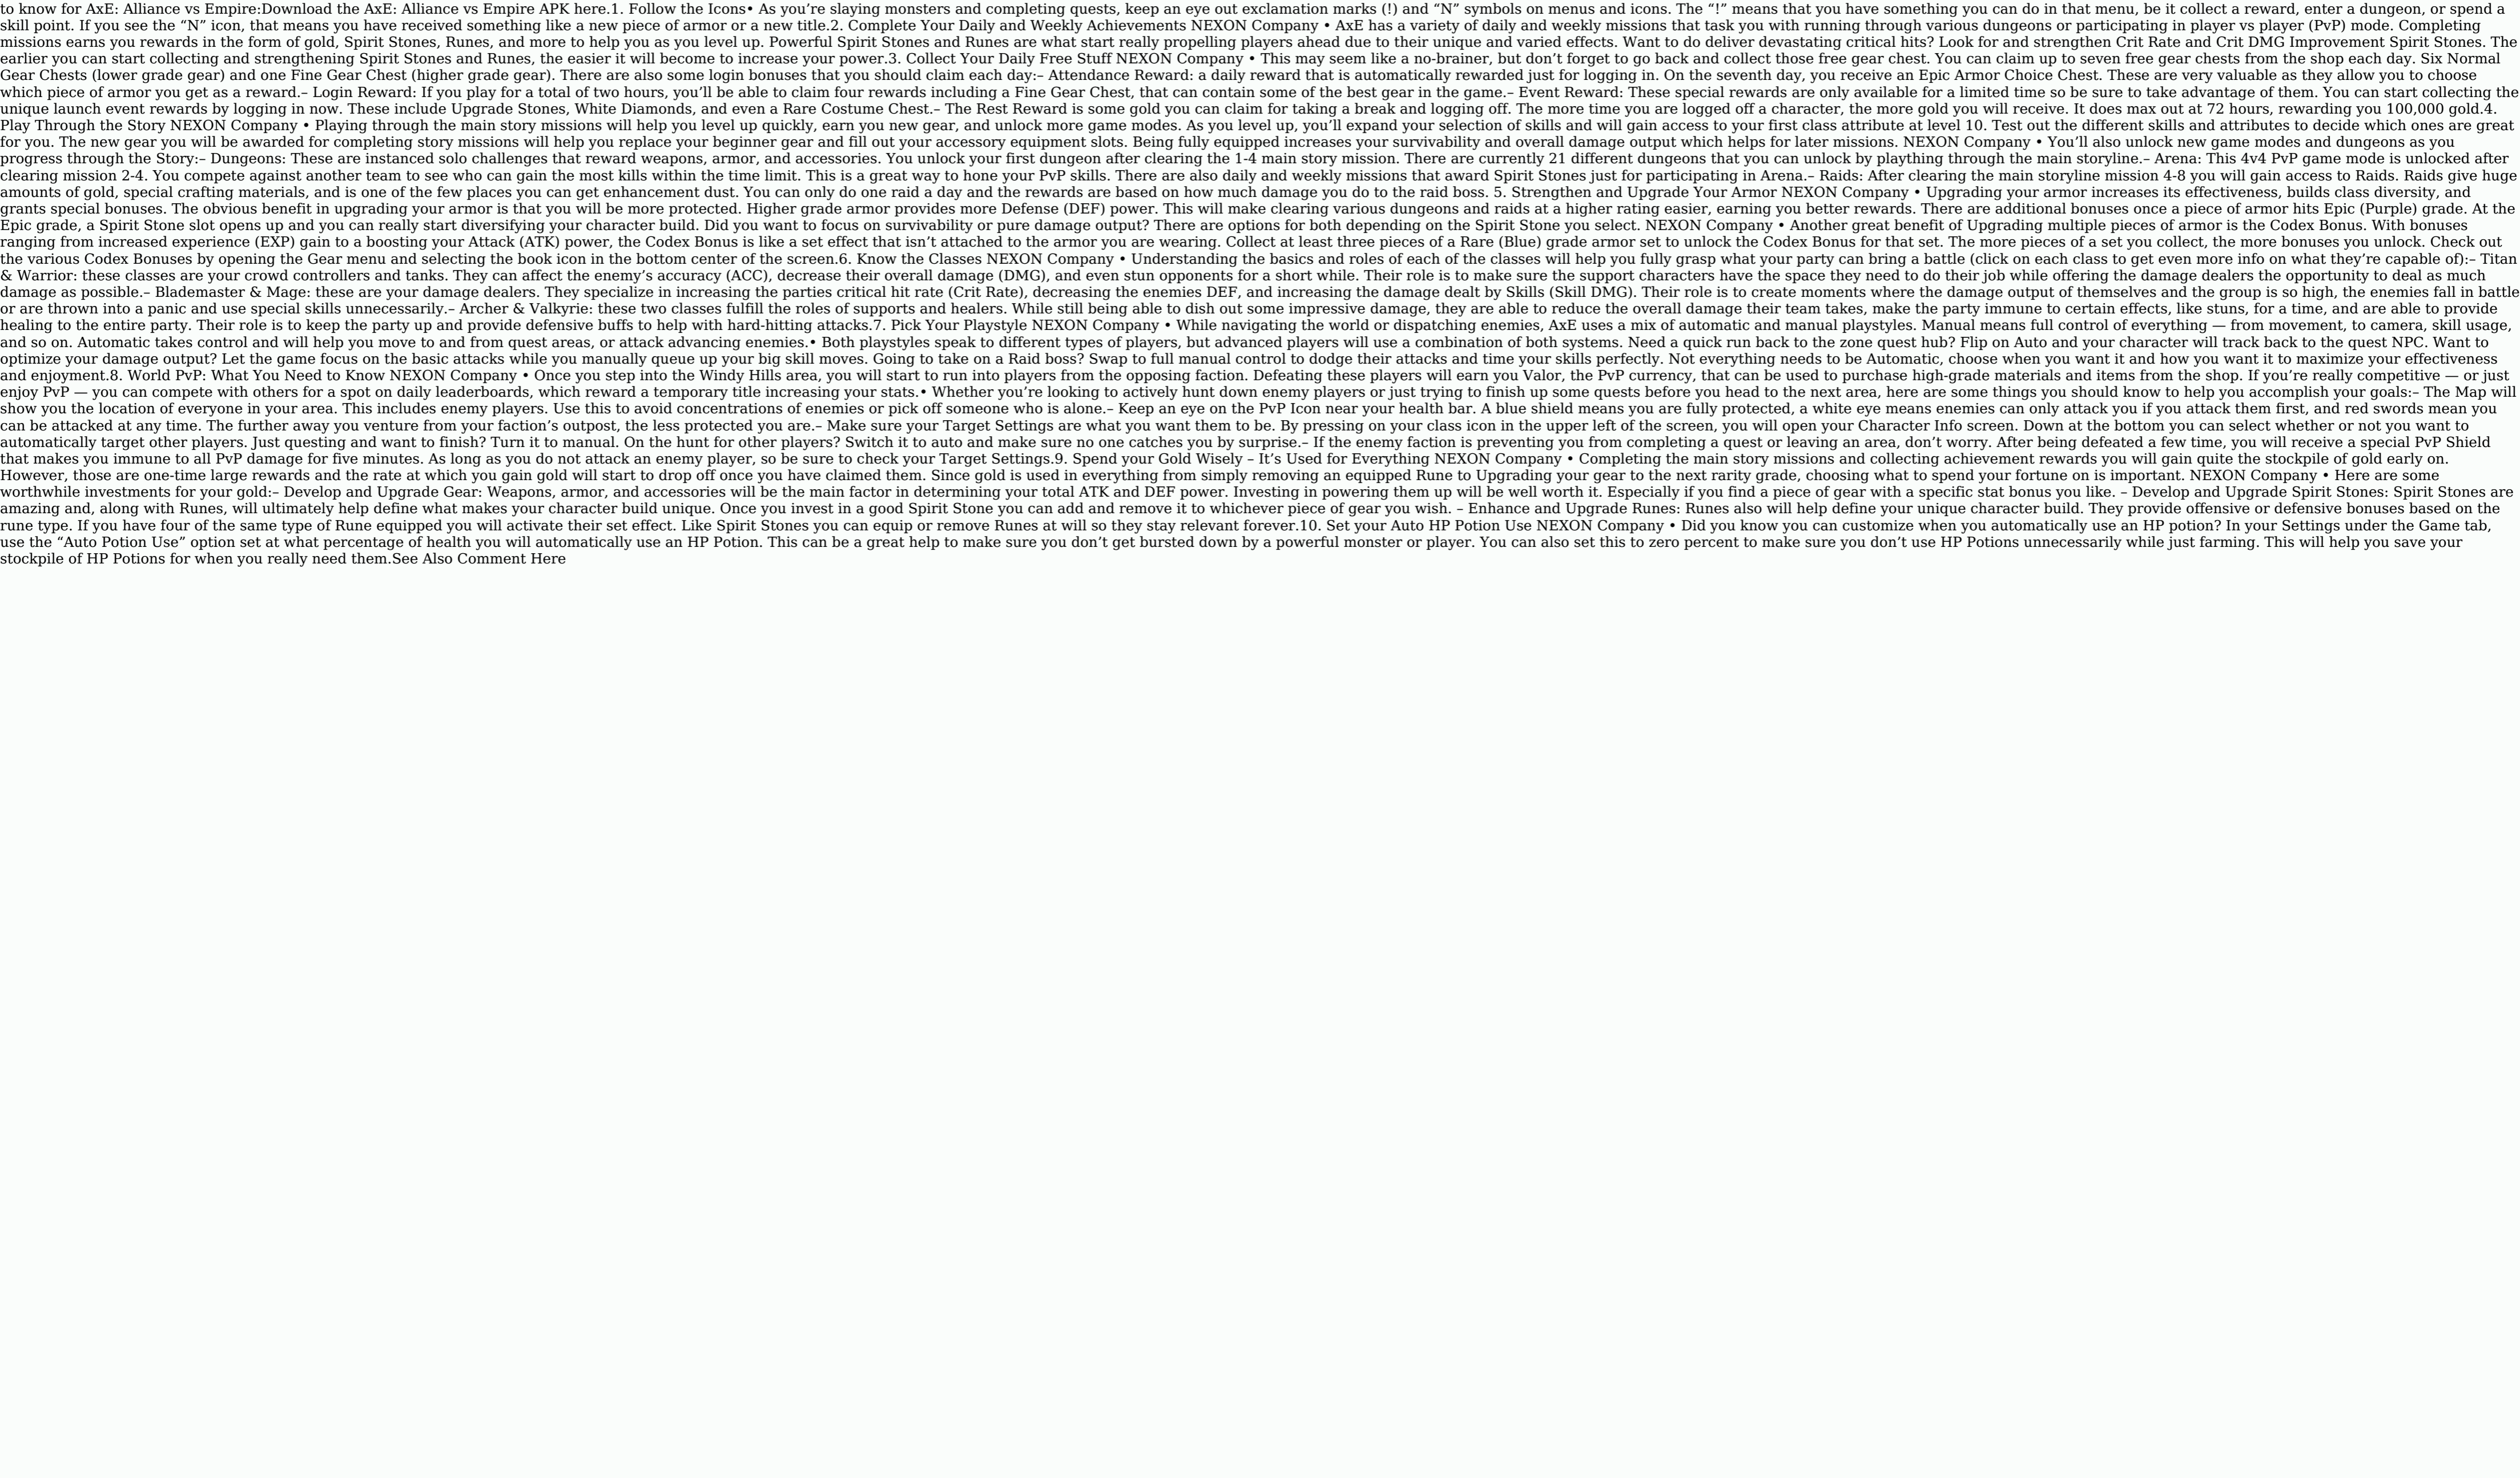 to know for AxE: Alliance vs Empire:Download the AxE: Alliance vs Empire APK here.1. Follow the Icons• As you’re slaying monsters and completing quests, keep an eye out exclamation marks (!) and “N” symbols on menus and icons. The “!” means that you have something you can do in that menu, be it collect a reward, enter a dungeon, or spend a
skill point. If you see the “N” icon, that means you have received something like a new piece of armor or a new title.2. Complete Your Daily and Weekly Achievements NEXON Company • AxE has a variety of daily and weekly missions that task you with running through various dungeons or participating in player vs player (PvP) mode. Completing
missions earns you rewards in the form of gold, Spirit Stones, Runes, and more to help you as you level up. Powerful Spirit Stones and Runes are what start really propelling players ahead due to their unique and varied effects. Want to do deliver devastating critical hits? Look for and strengthen Crit Rate and Crit DMG Improvement Spirit Stones. The
earlier you can start collecting and strengthening Spirit Stones and Runes, the easier it will become to increase your power.3. Collect Your Daily Free Stuff NEXON Company • This may seem like a no-brainer, but don’t forget to go back and collect those free gear chest. You can claim up to seven free gear chests from the shop each day. Six Normal
Gear Chests (lower grade gear) and one Fine Gear Chest (higher grade gear). There are also some login bonuses that you should claim each day:– Attendance Reward: a daily reward that is automatically rewarded just for logging in. On the seventh day, you receive an Epic Armor Choice Chest. These are very valuable as they allow you to choose
which piece of armor you get as a reward.– Login Reward: If you play for a total of two hours, you’ll be able to claim four rewards including a Fine Gear Chest, that can contain some of the best gear in the game.– Event Reward: These special rewards are only available for a limited time so be sure to take advantage of them. You can start collecting the
unique launch event rewards by logging in now. These include Upgrade Stones, White Diamonds, and even a Rare Costume Chest.– The Rest Reward is some gold you can claim for taking a break and logging off. The more time you are logged off a character, the more gold you will receive. It does max out at 72 hours, rewarding you 100,000 gold.4.
Play Through the Story NEXON Company • Playing through the main story missions will help you level up quickly, earn you new gear, and unlock more game modes. As you level up, you’ll expand your selection of skills and will gain access to your first class attribute at level 10. Test out the different skills and attributes to decide which ones are great
for you. The new gear you will be awarded for completing story missions will help you replace your beginner gear and fill out your accessory equipment slots. Being fully equipped increases your survivability and overall damage output which helps for later missions. NEXON Company • You’ll also unlock new game modes and dungeons as you
progress through the Story:– Dungeons: These are instanced solo challenges that reward weapons, armor, and accessories. You unlock your first dungeon after clearing the 1-4 main story mission. There are currently 21 different dungeons that you can unlock by plaything through the main storyline.– Arena: This 4v4 PvP game mode is unlocked after
clearing mission 2-4. You compete against another team to see who can gain the most kills within the time limit. This is a great way to hone your PvP skills. There are also daily and weekly missions that award Spirit Stones just for participating in Arena.– Raids: After clearing the main storyline mission 4-8 you will gain access to Raids. Raids give huge
amounts of gold, special crafting materials, and is one of the few places you can get enhancement dust. You can only do one raid a day and the rewards are based on how much damage you do to the raid boss. 5. Strengthen and Upgrade Your Armor NEXON Company • Upgrading your armor increases its effectiveness, builds class diversity, and
grants special bonuses. The obvious benefit in upgrading your armor is that you will be more protected. Higher grade armor provides more Defense (DEF) power. This will make clearing various dungeons and raids at a higher rating easier, earning you better rewards. There are additional bonuses once a piece of armor hits Epic (Purple) grade. At the
Epic grade, a Spirit Stone slot opens up and you can really start diversifying your character build. Did you want to focus on survivability or pure damage output? There are options for both depending on the Spirit Stone you select. NEXON Company • Another great benefit of Upgrading multiple pieces of armor is the Codex Bonus. With bonuses
ranging from increased experience (EXP) gain to a boosting your Attack (ATK) power, the Codex Bonus is like a set effect that isn’t attached to the armor you are wearing. Collect at least three pieces of a Rare (Blue) grade armor set to unlock the Codex Bonus for that set. The more pieces of a set you collect, the more bonuses you unlock. Check out
the various Codex Bonuses by opening the Gear menu and selecting the book icon in the bottom center of the screen.6. Know the Classes NEXON Company • Understanding the basics and roles of each of the classes will help you fully grasp what your party can bring a battle (click on each class to get even more info on what they’re capable of):– Titan
& Warrior: these classes are your crowd controllers and tanks. They can affect the enemy’s accuracy (ACC), decrease their overall damage (DMG), and even stun opponents for a short while. Their role is to make sure the support characters have the space they need to do their job while offering the damage dealers the opportunity to deal as much
damage as possible.– Blademaster & Mage: these are your damage dealers. They specialize in increasing the parties critical hit rate (Crit Rate), decreasing the enemies DEF, and increasing the damage dealt by Skills (Skill DMG). Their role is to create moments where the damage output of themselves and the group is so high, the enemies fall in battle
or are thrown into a panic and use special skills unnecessarily.– Archer & Valkyrie: these two classes fulfill the roles of supports and healers. While still being able to dish out some impressive damage, they are able to reduce the overall damage their team takes, make the party immune to certain effects, like stuns, for a time, and are able to provide
healing to the entire party. Their role is to keep the party up and provide defensive buffs to help with hard-hitting attacks.7. Pick Your Playstyle NEXON Company • While navigating the world or dispatching enemies, AxE uses a mix of automatic and manual playstyles. Manual means full control of everything — from movement, to camera, skill usage,
and so on. Automatic takes control and will help you move to and from quest areas, or attack advancing enemies.• Both playstyles speak to different types of players, but advanced players will use a combination of both systems. Need a quick run back to the zone quest hub? Flip on Auto and your character will track back to the quest NPC. Want to
optimize your damage output? Let the game focus on the basic attacks while you manually queue up your big skill moves. Going to take on a Raid boss? Swap to full manual control to dodge their attacks and time your skills perfectly. Not everything needs to be Automatic, choose when you want it and how you want it to maximize your effectiveness
and enjoyment.8. World PvP: What You Need to Know NEXON Company • Once you step into the Windy Hills area, you will start to run into players from the opposing faction. Defeating these players will earn you Valor, the PvP currency, that can be used to purchase high-grade materials and items from the shop. If you’re really competitive — or just
enjoy PvP — you can compete with others for a spot on daily leaderboards, which reward a temporary title increasing your stats.• Whether you’re looking to actively hunt down enemy players or just trying to finish up some quests before you head to the next area, here are some things you should know to help you accomplish your goals:– The Map will
show you the location of everyone in your area. This includes enemy players. Use this to avoid concentrations of enemies or pick off someone who is alone.– Keep an eye on the PvP Icon near your health bar. A blue shield means you are fully protected, a white eye means enemies can only attack you if you attack them first, and red swords mean you
can be attacked at any time. The further away you venture from your faction’s outpost, the less protected you are.– Make sure your Target Settings are what you want them to be. By pressing on your class icon in the upper left of the screen, you will open your Character Info screen. Down at the bottom you can select whether or not you want to
automatically target other players. Just questing and want to finish? Turn it to manual. On the hunt for other players? Switch it to auto and make sure no one catches you by surprise.– If the enemy faction is preventing you from completing a quest or leaving an area, don’t worry. After being defeated a few time, you will receive a special PvP Shield
that makes you immune to all PvP damage for five minutes. As long as you do not attack an enemy player, so be sure to check your Target Settings.9. Spend your Gold Wisely – It’s Used for Everything NEXON Company • Completing the main story missions and collecting achievement rewards you will gain quite the stockpile of gold early on.
However, those are one-time large rewards and the rate at which you gain gold will start to drop off once you have claimed them. Since gold is used in everything from simply removing an equipped Rune to Upgrading your gear to the next rarity grade, choosing what to spend your fortune on is important. NEXON Company • Here are some
worthwhile investments for your gold:– Develop and Upgrade Gear: Weapons, armor, and accessories will be the main factor in determining your total ATK and DEF power. Investing in powering them up will be well worth it. Especially if you find a piece of gear with a specific stat bonus you like. – Develop and Upgrade Spirit Stones: Spirit Stones are
amazing and, along with Runes, will ultimately help define what makes your character build unique. Once you invest in a good Spirit Stone you can add and remove it to whichever piece of gear you wish. – Enhance and Upgrade Runes: Runes also will help define your unique character build. They provide offensive or defensive bonuses based on the
rune type. If you have four of the same type of Rune equipped you will activate their set effect. Like Spirit Stones you can equip or remove Runes at will so they stay relevant forever.10. Set your Auto HP Potion Use NEXON Company • Did you know you can customize when you automatically use an HP potion? In your Settings under the Game tab,
use the “Auto Potion Use” option set at what percentage of health you will automatically use an HP Potion. This can be a great help to make sure you don’t get bursted down by a powerful monster or player. You can also set this to zero percent to make sure you don’t use HP Potions unnecessarily while just farming. This will help you save your
stockpile of HP Potions for when you really need them.See Also Comment Here